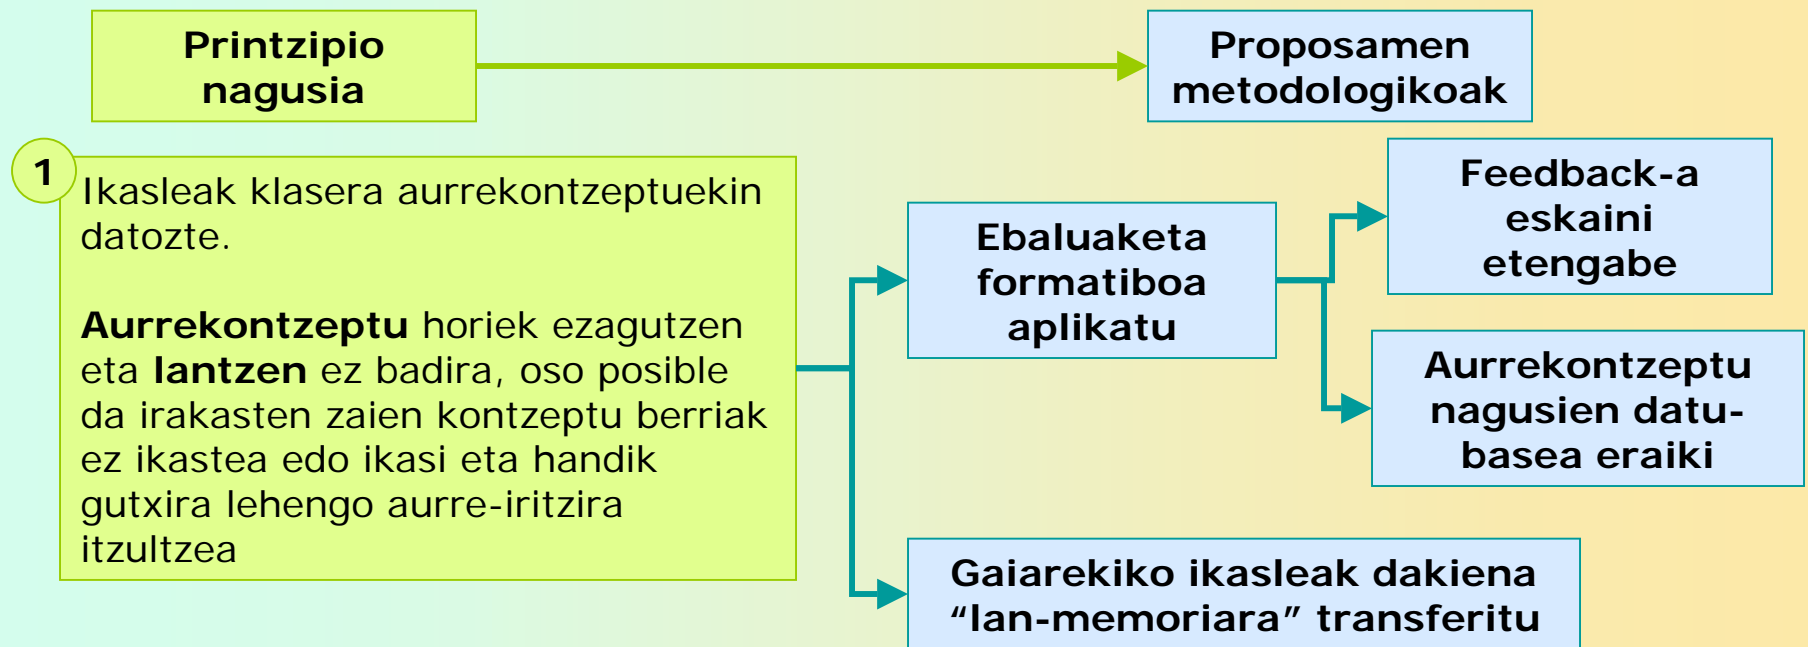 Printzipio
nagusia
Proposamen
metodologikoak
1
Ikasleak klasera aurrekontzeptuekin
datozte.
Aurrekontzeptu horiek ezagutzen
eta lantzen ez badira, oso posible
da irakasten zaien kontzeptu berriak
ez ikastea edo ikasi eta handik
gutxira lehengo aurre-iritzira
itzultzea
Ebaluaketa
formatiboa
aplikatu
Feedback-a
eskaini
etengabe
Aurrekontzeptu
nagusien datu-
basea eraiki
Gaiarekiko ikasleak dakiena
“lan-memoriara” transferitu